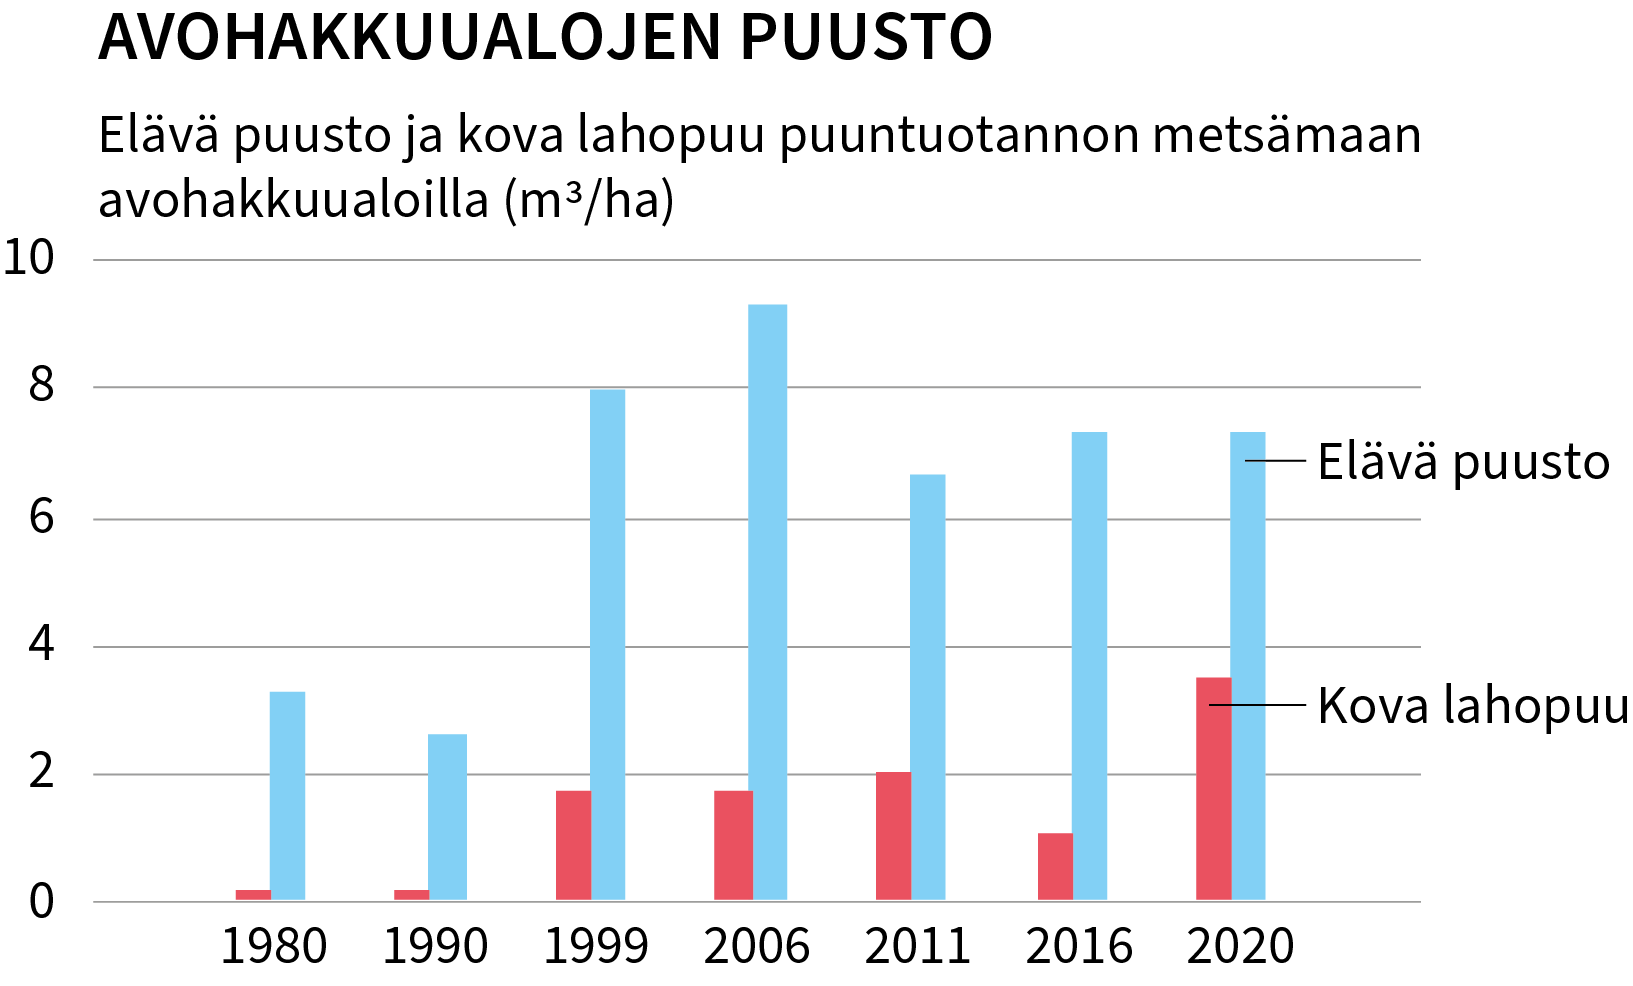 AVOHAKKUUALOJEN PUUSTO
Elävä puusto ja kova lahopuu puuntuotannon metsämaan
avohakkuualoilla (m³/ha)
10
8
6
4
2
0
Elävä puusto
Kova lahopuu
1980 1990 1999 2006 2011 2016 2020